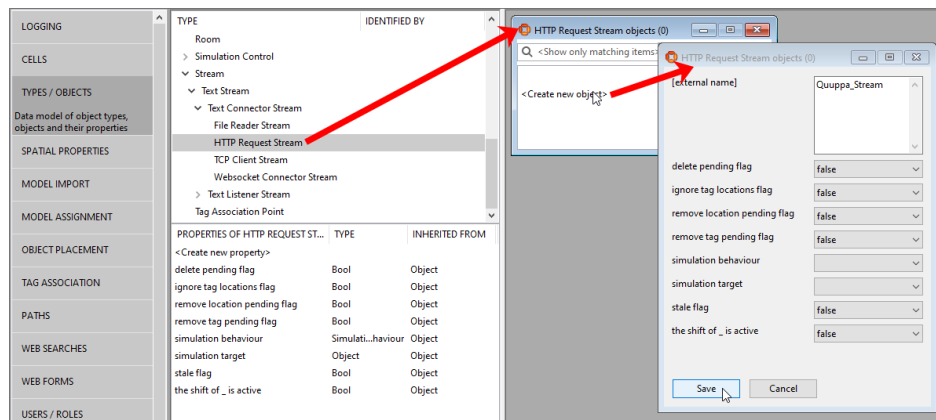 LOGGING
CELLS
TYPES / OBJECTS
Data model of object types,
objects and their properties
SPATIAL PROPERTIES
MODEL IMPORT
MODEL ASSIGNMENT
OBJECT PLACEMENT
TAG ASSOCIATION
PATHS
WEB SEARCHES
WEB FORMS
USERS / ROLES
TYPE IDENTIFIED BY
Room
Simulation Control
Stream
Text Stream
Text Connector Stream
File Reader Stream
HTTP Request Stream
TCP Client Stream
Websocket Connector Stream
Text Listener Stream
Tag Association Point
PROPERTIES OF HTTP REQUEST ST... TYPE INHERITED FROM
<Create new property>
delete pending flag Bool Object
ignore tag locations flag Bool Object
remove location pending flag Bool Object
remove tag pending flag Bool Object
simulation behaviour Simulati...haviour Object
simulation target Object Object
stale flag Bool Object
the shift of _ is active Bool Object
HTTP Request Stream objects (0)
<Show only matching items>
<Create new object>
HTTP Request Stream objects (0)
[external name] Quuppa_Stream
delete pending flag false
ignore tag locations flag false
remove location pending flag false
remove tag pending flag false
simulation behaviour
simulation target
stale flag false
the shift of _ is active false
Save Cancel